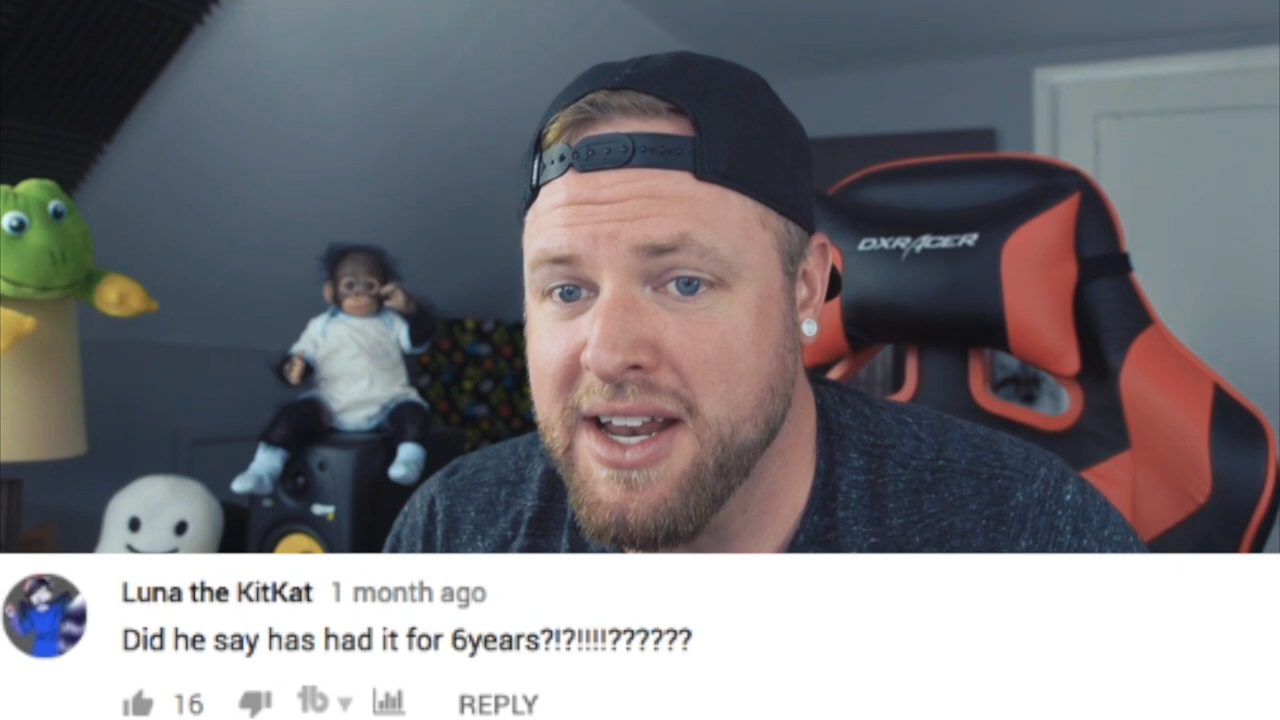 DXRACER
Luna the KitKat 1 month ago
Did he say has had it for 6years?!?!!!!??????
16 REPLY